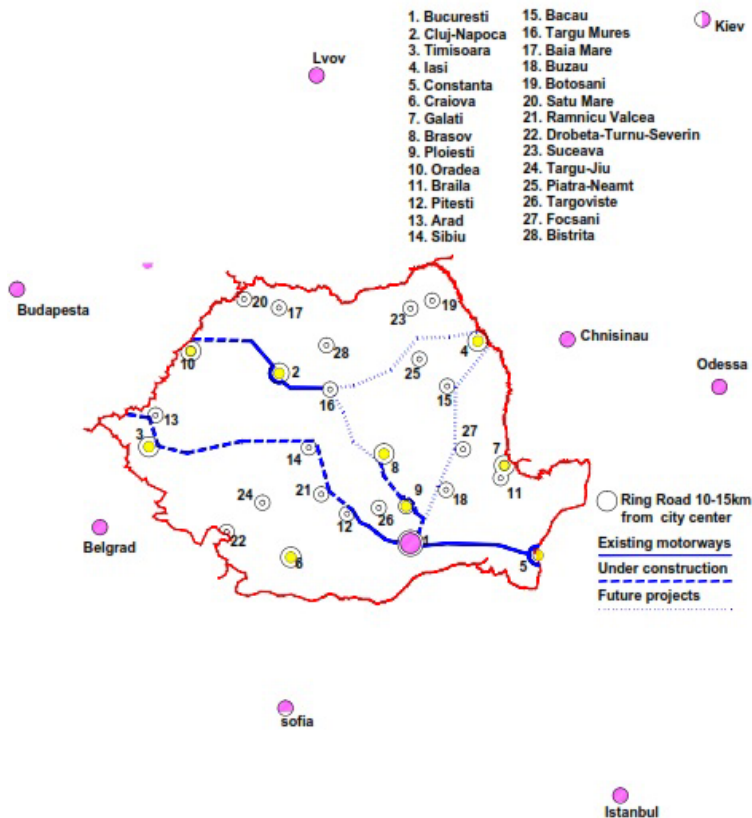 1. Bucuresti
2. Cluj-Napoca
3. Timisoara
4. Iasi
5. Constanta
6. Craiova
7. Galati
8. Brasov
9. Ploiesti
10. Oradea
11. Braila
12. Pitesti
13. Arad
14. Sibiu
15. Bacau
16. Targu Mures
17. Baia Mare
18. Buzau
19. Botosani
20. Satu Mare
21. Ramnicu Valcea
22. Drobeta-Turnu-Severin
23. Suceava
24. Targu-Jiu
25. Piatra-Neamt
26. Targoviste
27. Focsani
28. Bistrita
Kiev
Lvov
Budapesta
Chnisinau
Odessa
Belgrad
sofia
Istanbul
20
17
23
19
10
2
28
25
4
16
15
13
3
14
8
27
7
11
24
21
12
26
9
18
22
6
1
5
Ring Road 10-15km
from city center
Existing motorways
Under construction
Future projects